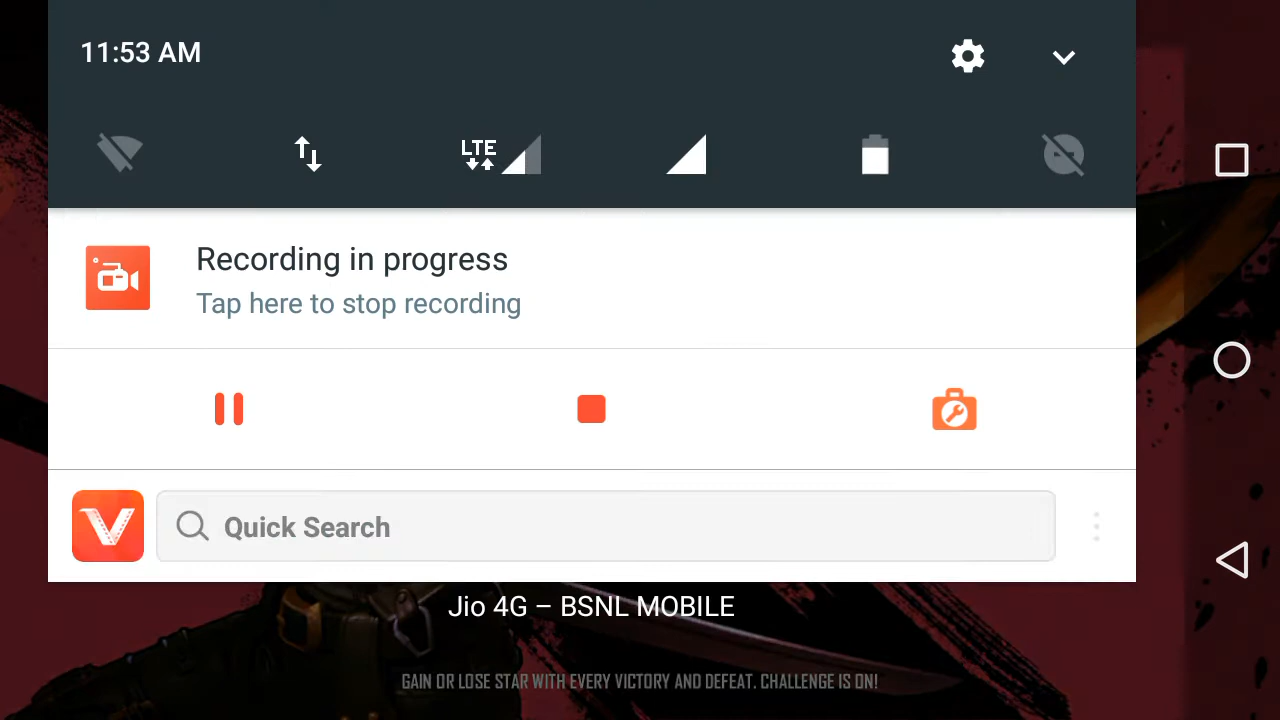 11:53 AM
LTE
Recording in progress
Tap here to stop recording
V
Quick Search
Jio 4G – BSNL MOBILE
GAIN OR LOSE STAR WITH EVERY VICTORY AND DEFEAT. CHALLENGE IS ON!